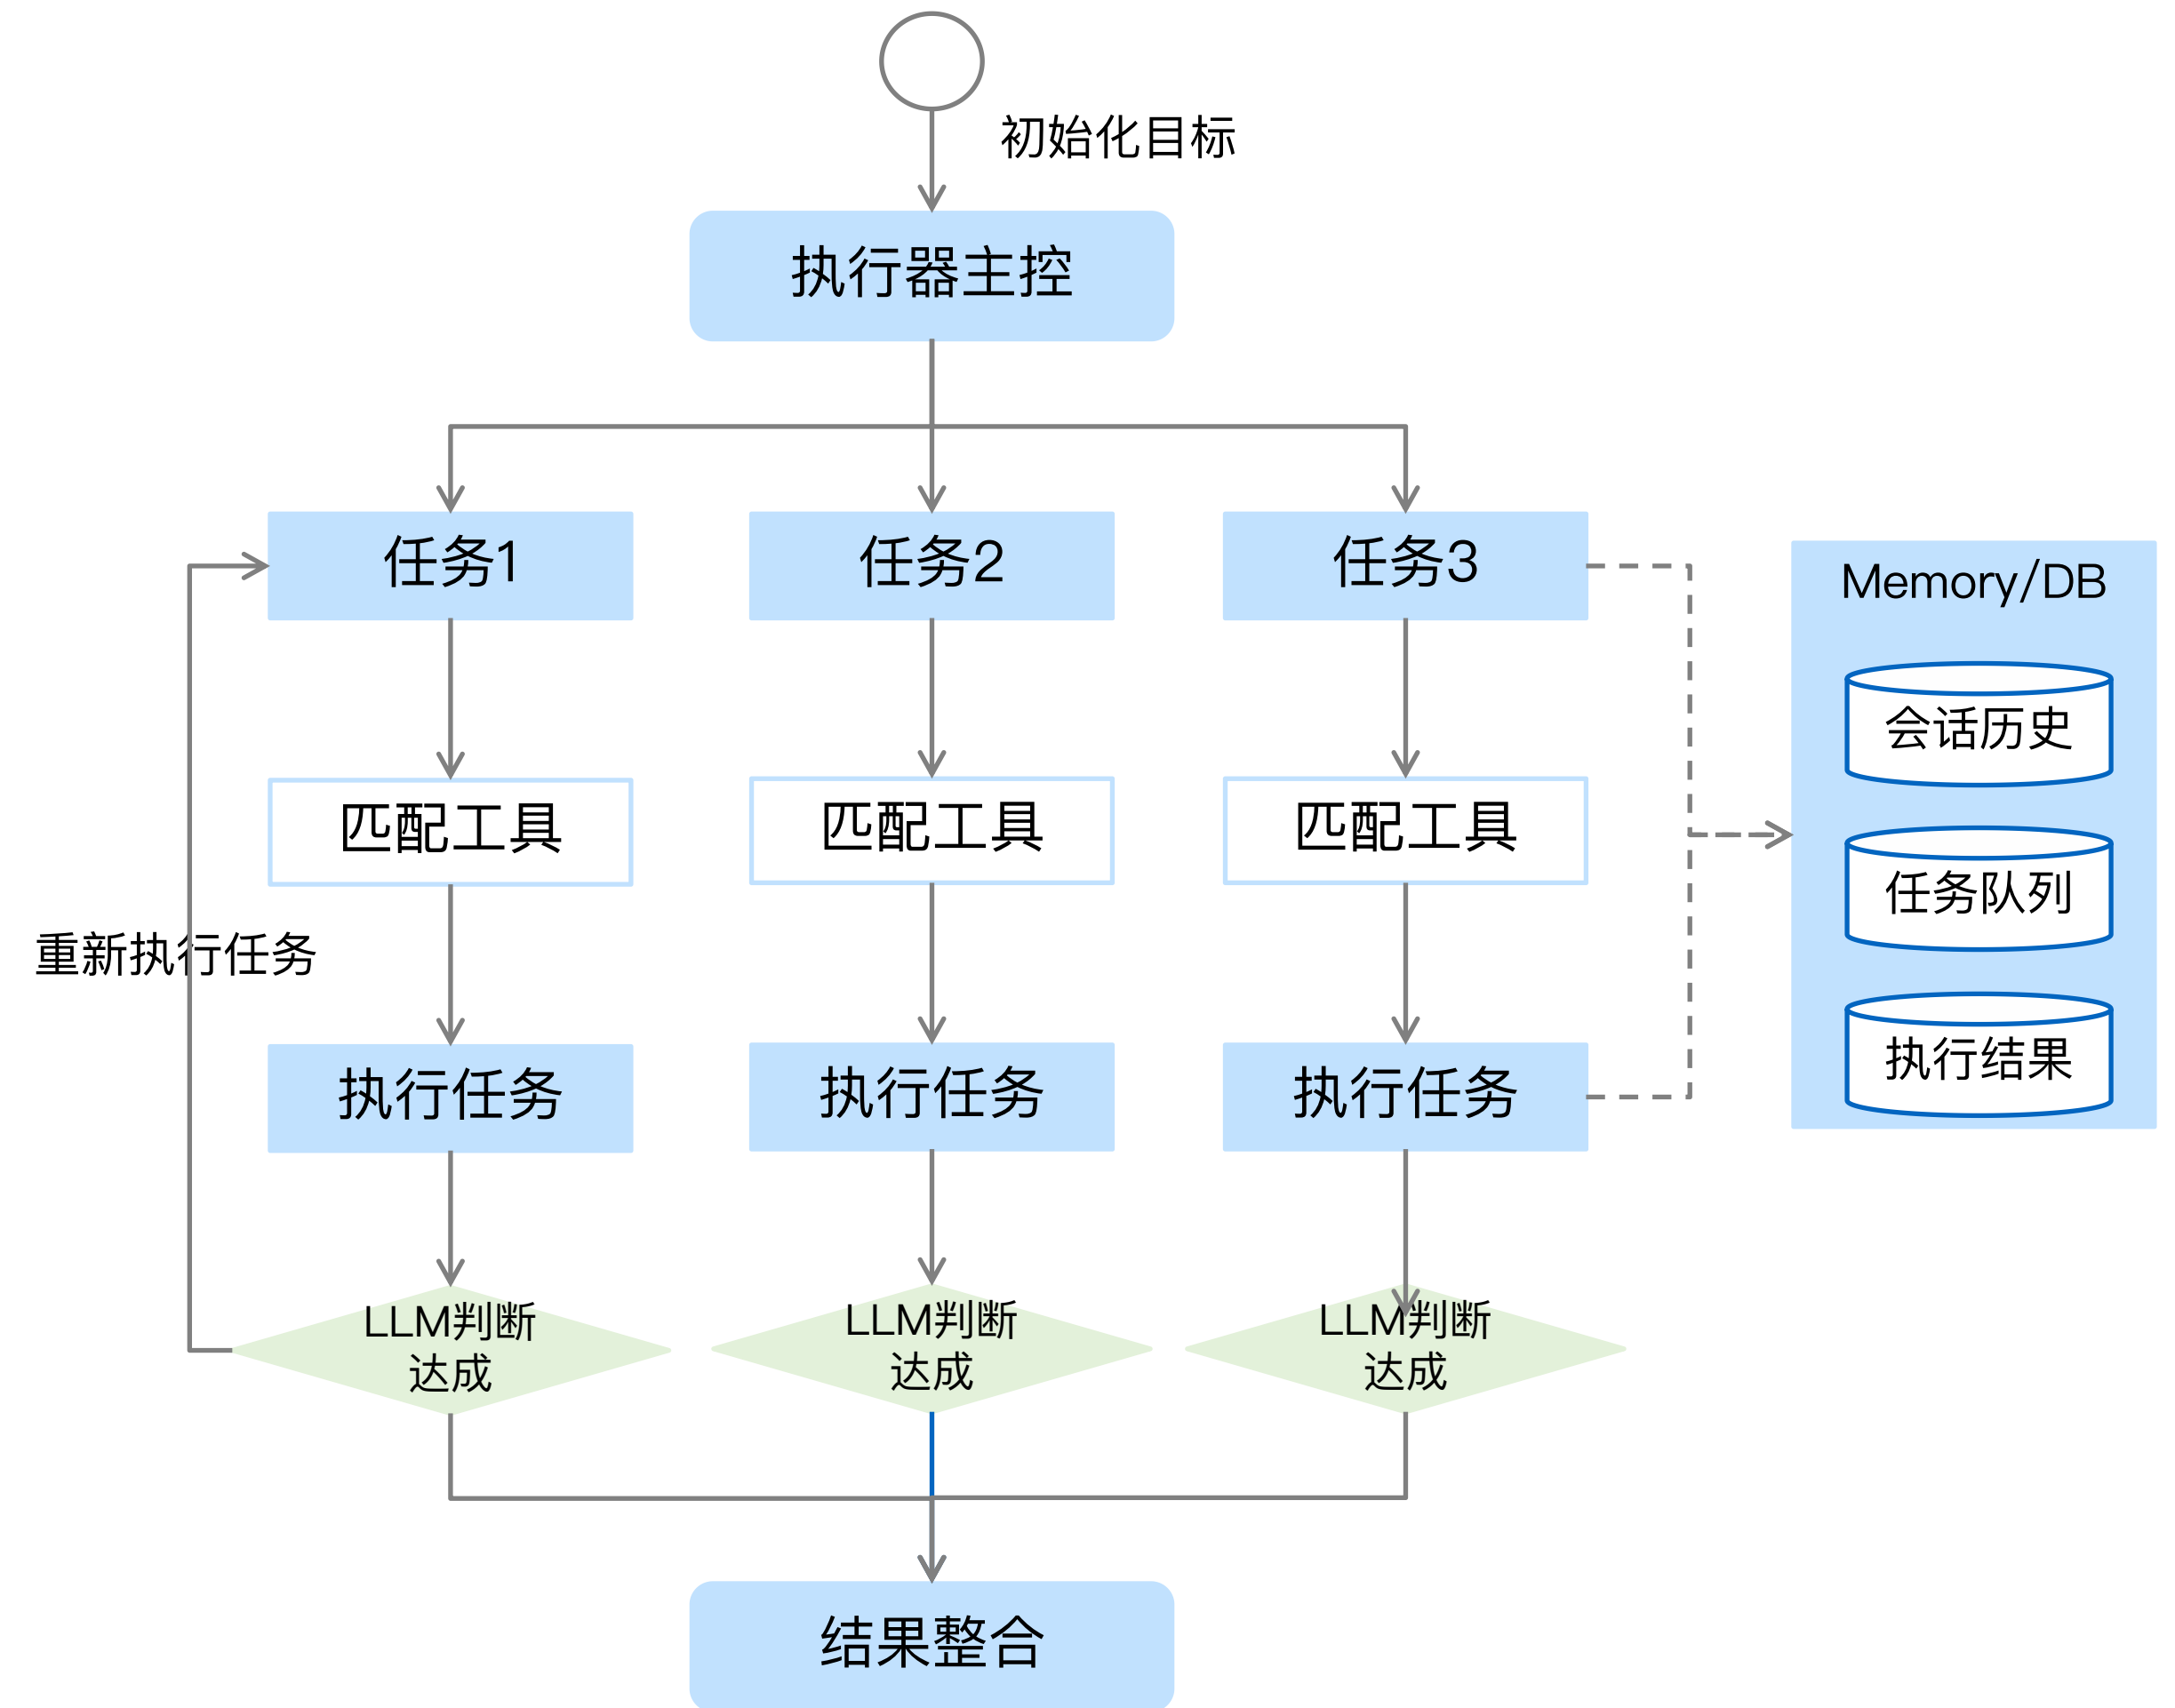 初始化目标
执行器主控
任务1
任务2
任务3
Memory/DB
会话历史
匹配工具
匹配工具
匹配工具
任务队列
重新执行任务
执行任务
执行任务
执行任务
执行结果
LLM判断
达成
LLM判断
达成
LLM判断
达成
结果整合